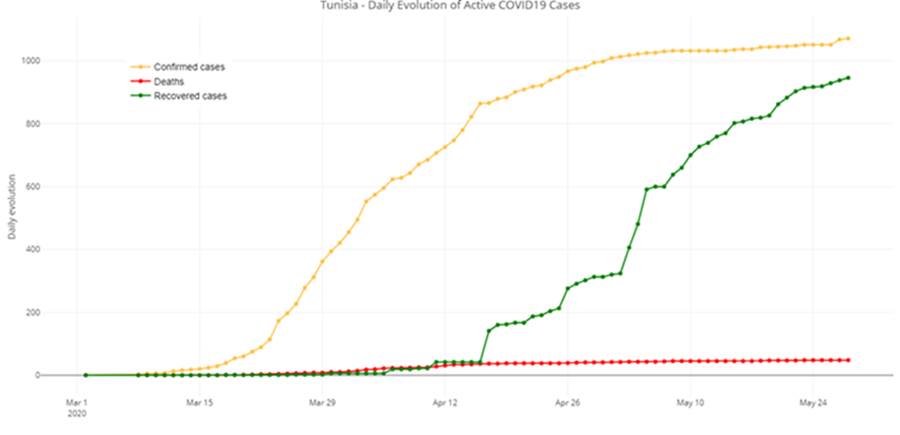 Tunisia - Daily Evolution of Active COVID19 Cases
Confirmed cases
Deaths
Recovered cases
Daily evolution
1000
800
600
400
200
0
Mar 1
2020
Mar 15
Mar 29
Apr 12
Apr 26
May 10
May 24